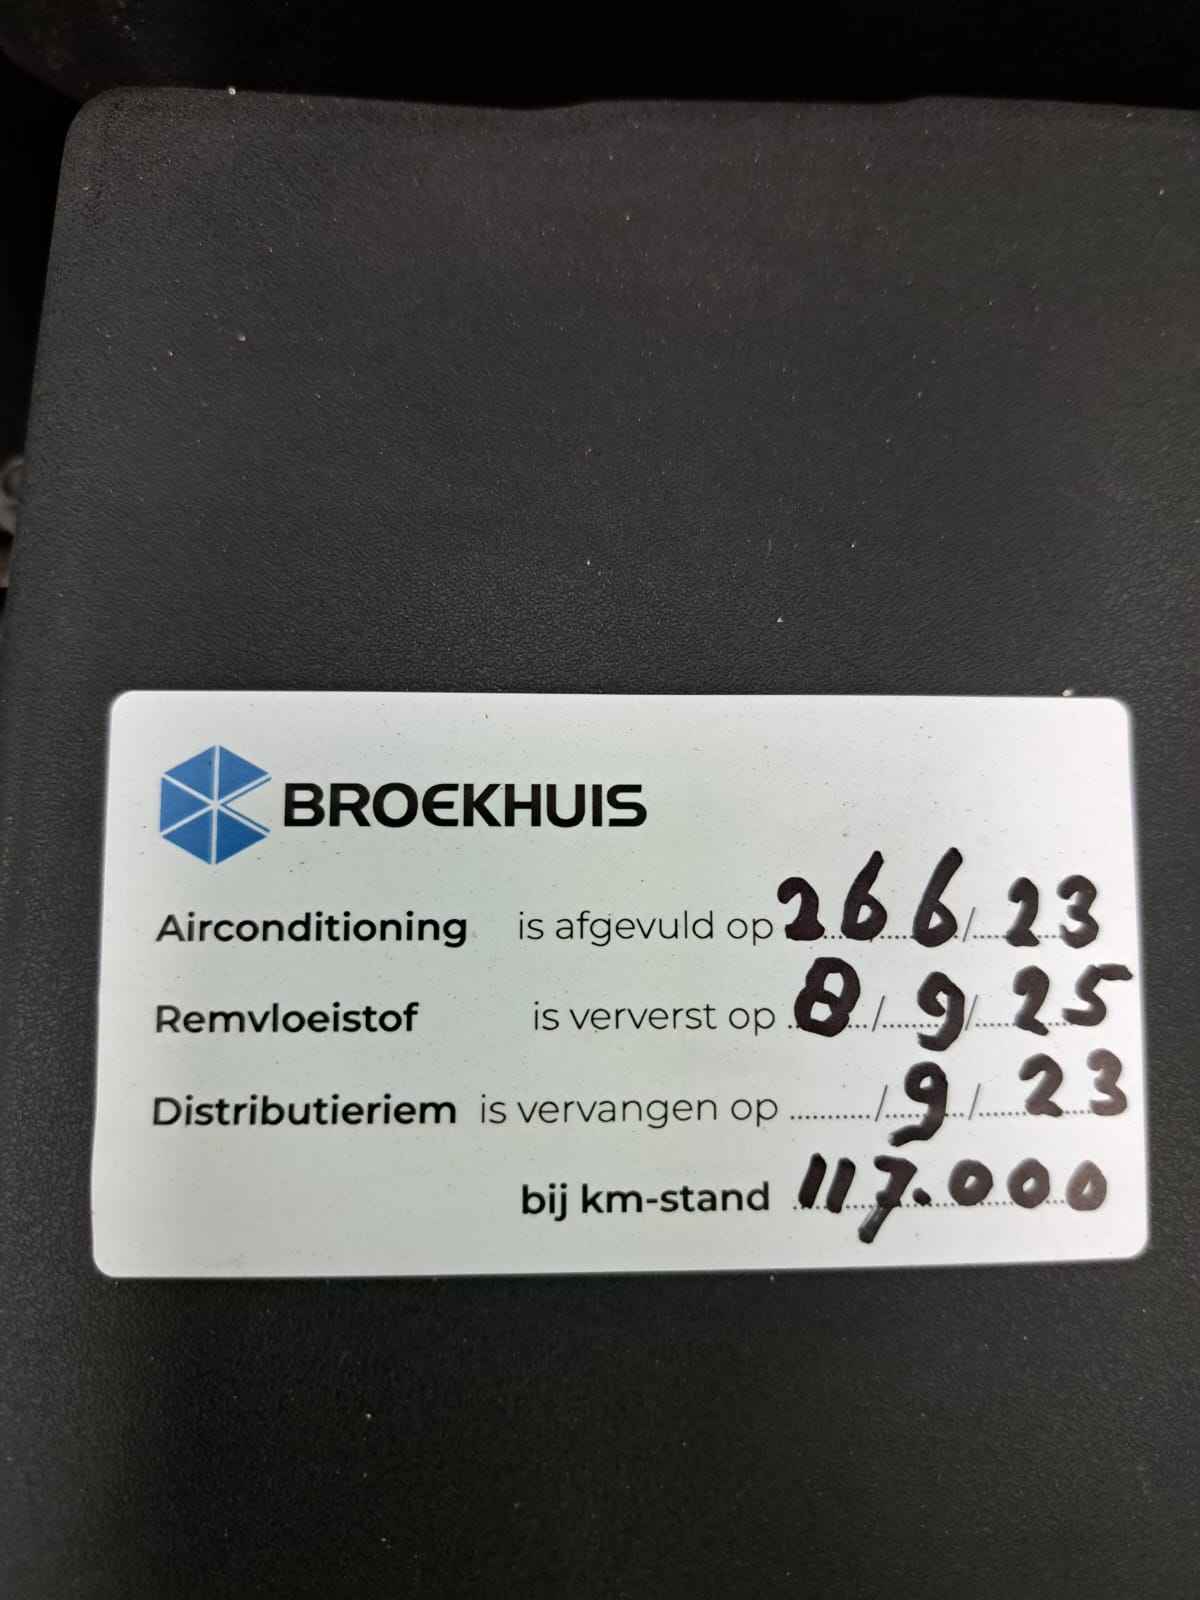 BROEKHUIS
Airconditioning is afgevuld op 26 6 / 23
Remvloeistof is ververst op 8 / 9 / 25
Distributieriem is vervangen op ......... / 9 / 23
bij km-stand 117.000